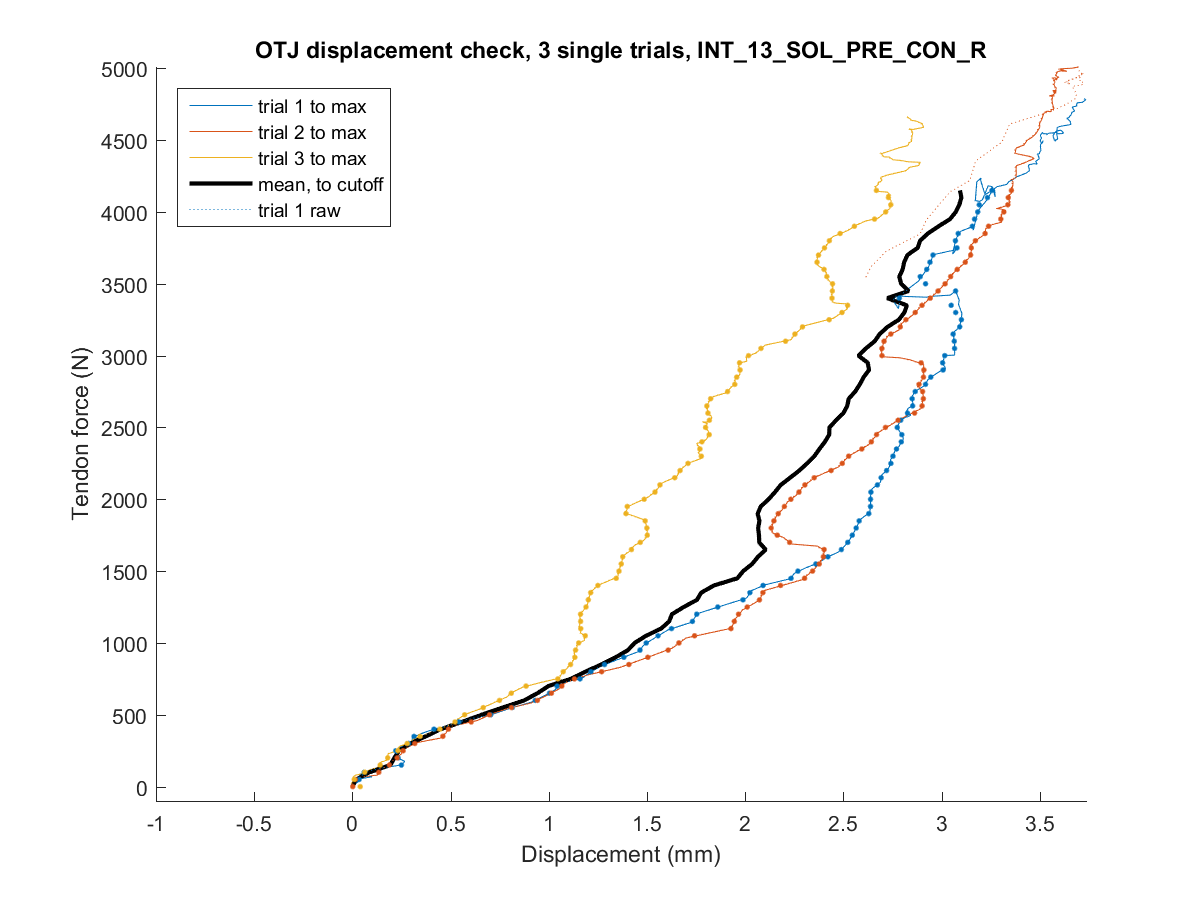 OTJ displacement check, 3 single trials, INT_13_SOL_PRE_CON_R
5000
4500
4000
3500
3000
2500
2000
1500
1000
500
0
Tendon force (N)
trial 1 to max
trial 2 to max
trial 3 to max
mean, to cutoff
trial 1 raw
-1 -0.5 0 0.5 1 1.5 2 2.5 3 3.5
Displacement (mm)